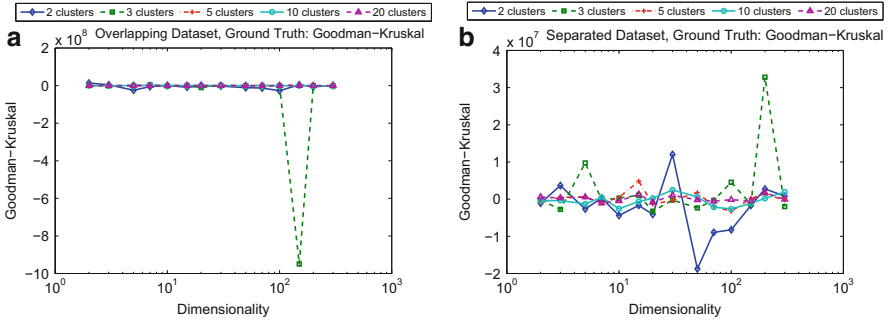 2 clusters 3 clusters 5 clusters 10 clusters 20 clusters
a
2 x 10^8 Overlapping Dataset, Ground Truth: Goodman−Kruskal
0
−2
−4
−6
−8
−10
Goodman−Kruskal
10^0 10^1 10^2 10^3
Dimensionality
2 clusters 3 clusters 5 clusters 10 clusters 20 clusters
b
4 x 10^7 Separated Dataset, Ground Truth: Goodman−Kruskal
3
2
1
0
−1
−2
Goodman−Kruskal
10^0 10^1 10^2 10^3
Dimensionality